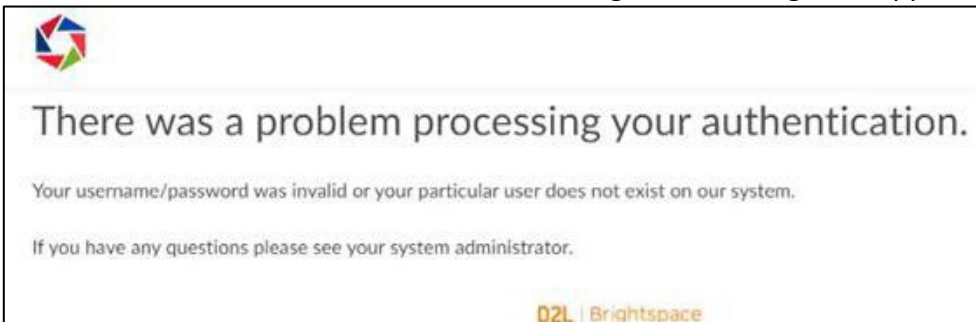 There was a problem processing your authentication.
Your username/password was invalid or your particular user does not exist on our system.
If you have any questions please see your system administrator.
D2L | Brightspace